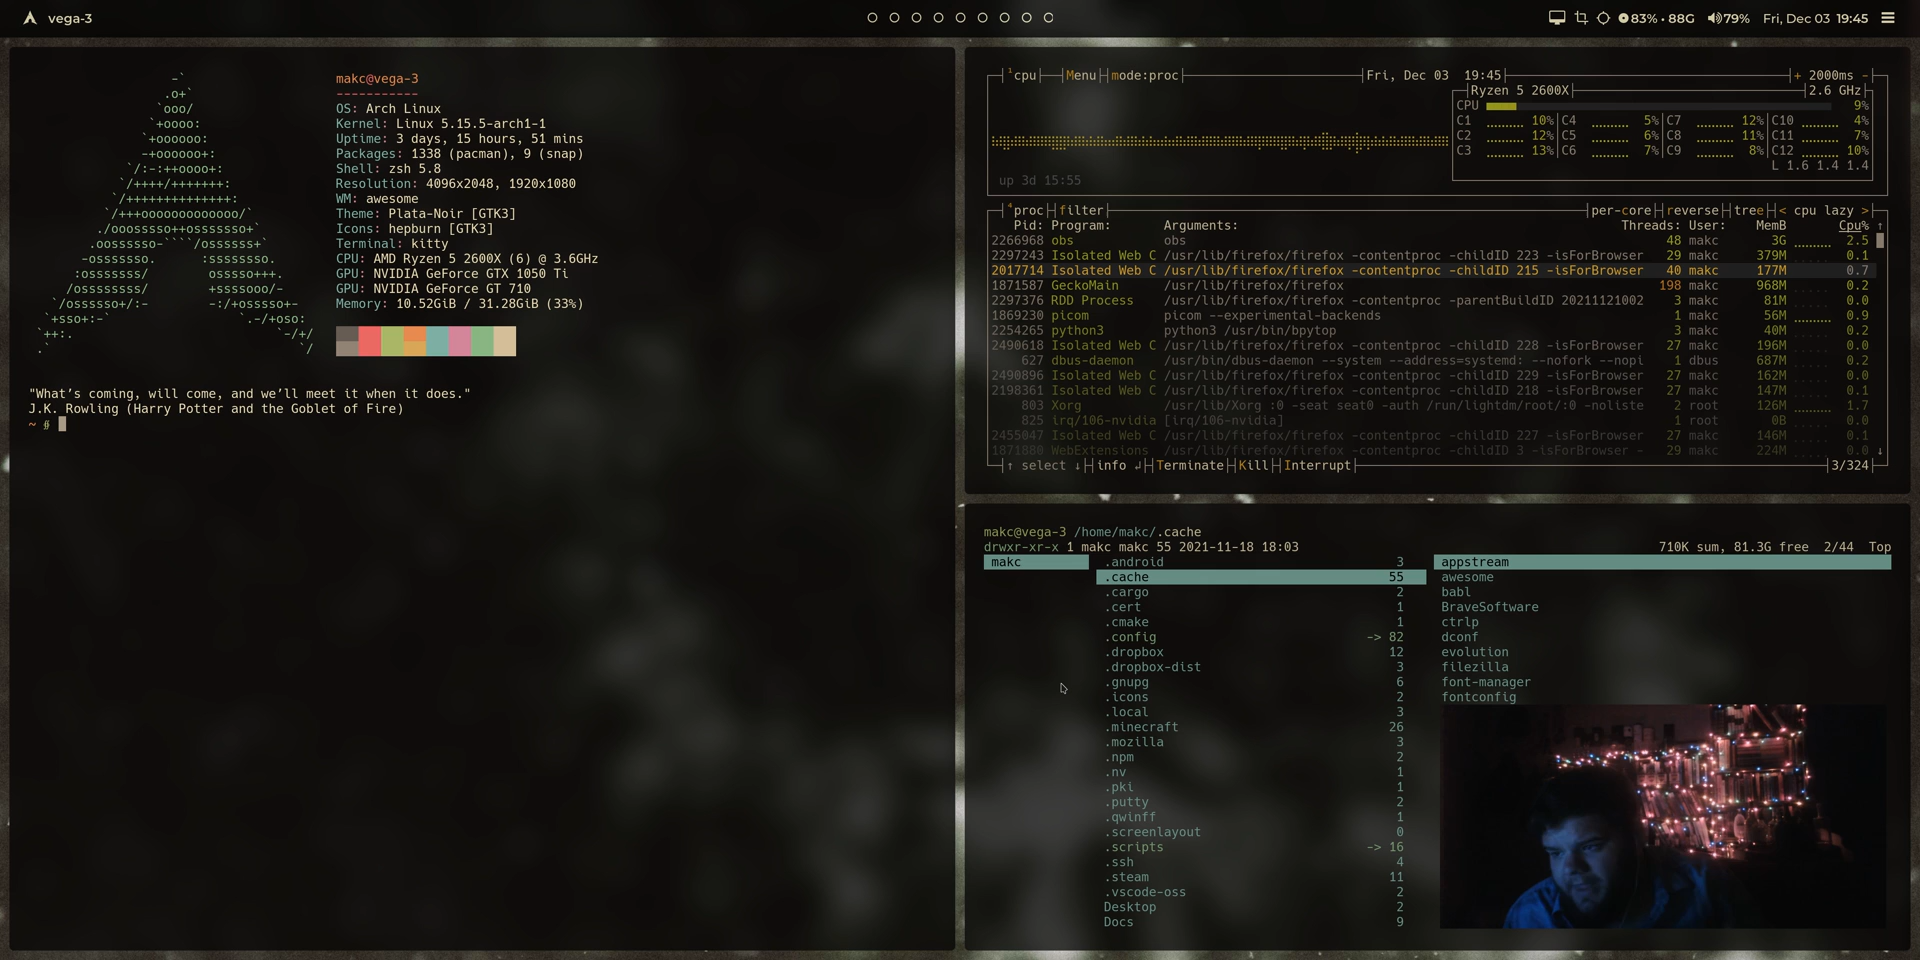 vega-3
83% • 88G
79%
Fri, Dec 03 19:45
makc@vega-3
-----------
OS: Arch Linux
Kernel: Linux 5.15.5-arch1-1
Uptime: 3 days, 15 hours, 51 mins
Packages: 1338 (pacman), 9 (snap)
Shell: zsh 5.8
Resolution: 4096x2048, 1920x1080
WM: awesome
Theme: Plata-Noir [GTK3]
Icons: hepburn [GTK3]
Terminal: kitty
CPU: AMD Ryzen 5 2600X (6) @ 3.6GHz
GPU: NVIDIA GeForce GTX 1050 Ti
GPU: NVIDIA GeForce GT 710
Memory: 10.52GiB / 31.28GiB (33%)
"What's coming, will come, and we'll meet it when it does."
J.K. Rowling (Harry Potter and the Goblet of Fire)
~ #
¹cpu Menu mode:proc Fri, Dec 03 19:45 + 2000ms -
Ryzen 5 2600X 2.6 GHz
CPU 9%
C1 10% C4 5% C7 12% C10 4%
C2 12% C5 6% C8 11% C11 7%
C3 13% C6 7% C9 8% C12 10%
L 1.6 1.4 1.4
up 3d 15:55
⁴proc filter per-core reverse tree < cpu lazy >
Pid: Program: Arguments: Threads: User: MemB Cpu% ↑
2266968 obs obs 48 makc 3G 2.5
2297243 Isolated Web C /usr/lib/firefox/firefox -contentproc -childID 223 -isForBrowser 29 makc 379M 0.1
2017714 Isolated Web C /usr/lib/firefox/firefox -contentproc -childID 215 -isForBrowser 40 makc 177M 0.7
1871587 GeckoMain /usr/lib/firefox/firefox 198 makc 968M 0.2
2297376 RDD Process /usr/lib/firefox/firefox -contentproc -parentBuildID 20211121002 3 makc 81M 0.0
1869230 picom picom --experimental-backends 1 makc 56M 0.9
2254265 python3 python3 /usr/bin/bpytop 3 makc 40M 0.2
2490618 Isolated Web C /usr/lib/firefox/firefox -contentproc -childID 228 -isForBrowser 27 makc 196M 0.0
627 dbus-daemon /usr/bin/dbus-daemon --system --address=systemd: --nofork --nopi 1 dbus 687M 0.2
2490896 Isolated Web C /usr/lib/firefox/firefox -contentproc -childID 229 -isForBrowser 27 makc 162M 0.0
2198361 Isolated Web C /usr/lib/firefox/firefox -contentproc -childID 218 -isForBrowser 27 makc 147M 0.1
803 Xorg /usr/lib/Xorg :0 -seat seat0 -auth /run/lightdm/root/:0 -noliste 2 root 126M 1.7
825 irq/106-nvidia [irq/106-nvidia] 1 root 0B 0.0
2455047 Isolated Web C /usr/lib/firefox/firefox -contentproc -childID 227 -isForBrowser 27 makc 146M 0.1
1871880 WebExtensions /usr/lib/firefox/firefox -contentproc -childID 3 -isForBrowser - 29 makc 224M 0.0 ↓
↑ select ↓ info ↲ Terminate Kill Interrupt 3/324
makc@vega-3 /home/makc/.cache
drwxr-xr-x 1 makc makc 55 2021-11-18 18:03 710K sum, 81.3G free 2/44 Top
makc .android 3 appstream
.cache 55 awesome
.cargo 2 babl
.cert 1 BraveSoftware
.cmake 1 ctrlp
.config -> 82 dconf
.dropbox 12 evolution
.dropbox-dist 3 filezilla
.gnupg 6 font-manager
.icons 2 fontconfig
.local 3
.minecraft 26
.mozilla 3
.npm 2
.nv 1
.pki 1
.putty 2
.qwinff 1
.screenlayout 0
.scripts -> 16
.ssh 4
.steam 11
.vscode-oss 2
Desktop 2
Docs 9